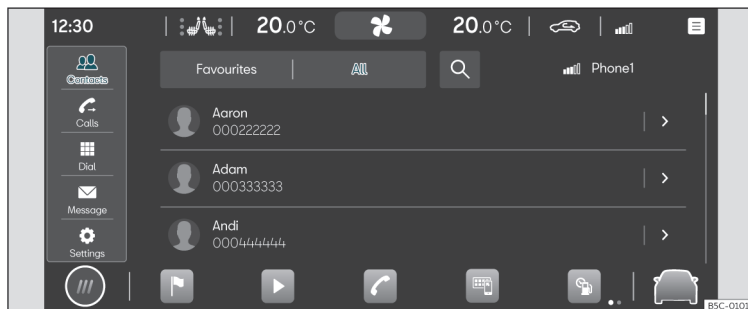 12:30
20.0°C
20.0°C
Contacts
Favourites
All
Phone1
Calls
Aaron
000222222
Dial
Adam
000333333
Message
Andi
000444444
Settings
B5C-0101